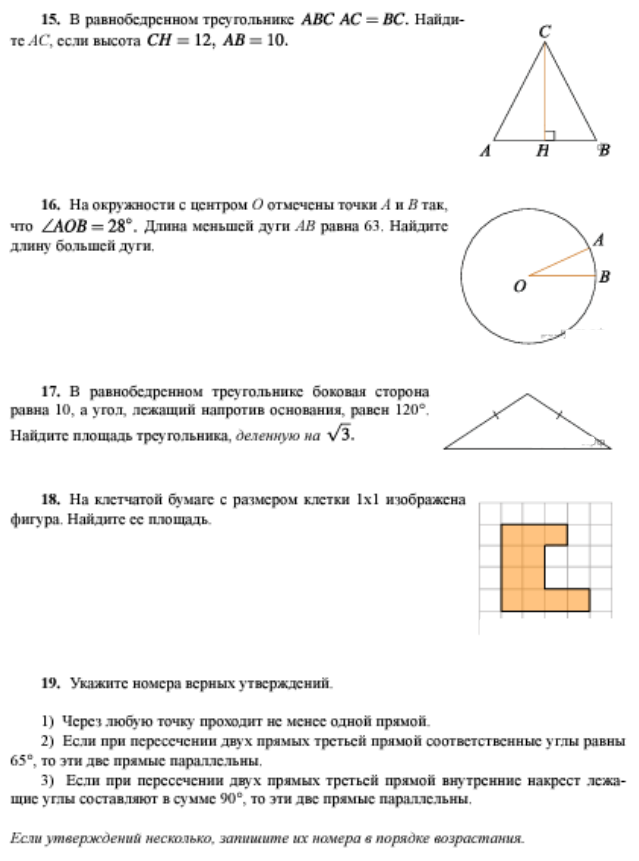 15. В равнобедренном треугольнике ABC AC = BC. Найди-
те AC, если высота CH = 12, AB = 10.
C
A H B
16. На окружности с центром O отмечены точки A и B так,
что ∠AOB = 28°. Длина меньшей дуги AB равна 63. Найдите
длину большей дуги.
A
B
O
17. В равнобедренном треугольнике боковая сторона
равна 10, а угол, лежащий напротив основания, равен 120°.
Найдите площадь треугольника, деленную на √3.
18. На клетчатой бумаге с размером клетки 1x1 изображена
фигура. Найдите ее площадь.
19. Укажите номера верных утверждений.
1) Через любую точку проходит не менее одной прямой.
2) Если при пересечении двух прямых третьей прямой соответственные углы равны
65°, то эти две прямые параллельны.
3) Если при пересечении двух прямых третьей прямой внутренние накрест лежа-
щие углы составляют в сумме 90°, то эти две прямые параллельны.
Если утверждений несколько, запишите их номера в порядке возрастания.